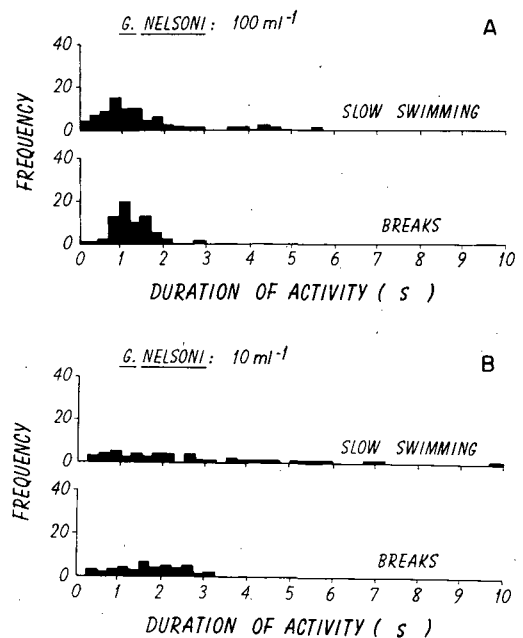 G. NELSONI: 100 ml⁻¹
A
40
20
0
SLOW SWIMMING
FREQUENCY
40
20
0
BREAKS
0 1 2 3 4 5 6 7 8 9 10
DURATION OF ACTIVITY ( s )
G. NELSONI: 10 ml⁻¹
B
40
20
0
SLOW SWIMMING
FREQUENCY
40
20
0
BREAKS
0 1 2 3 4 5 6 7 8 9 10
DURATION OF ACTIVITY ( s )